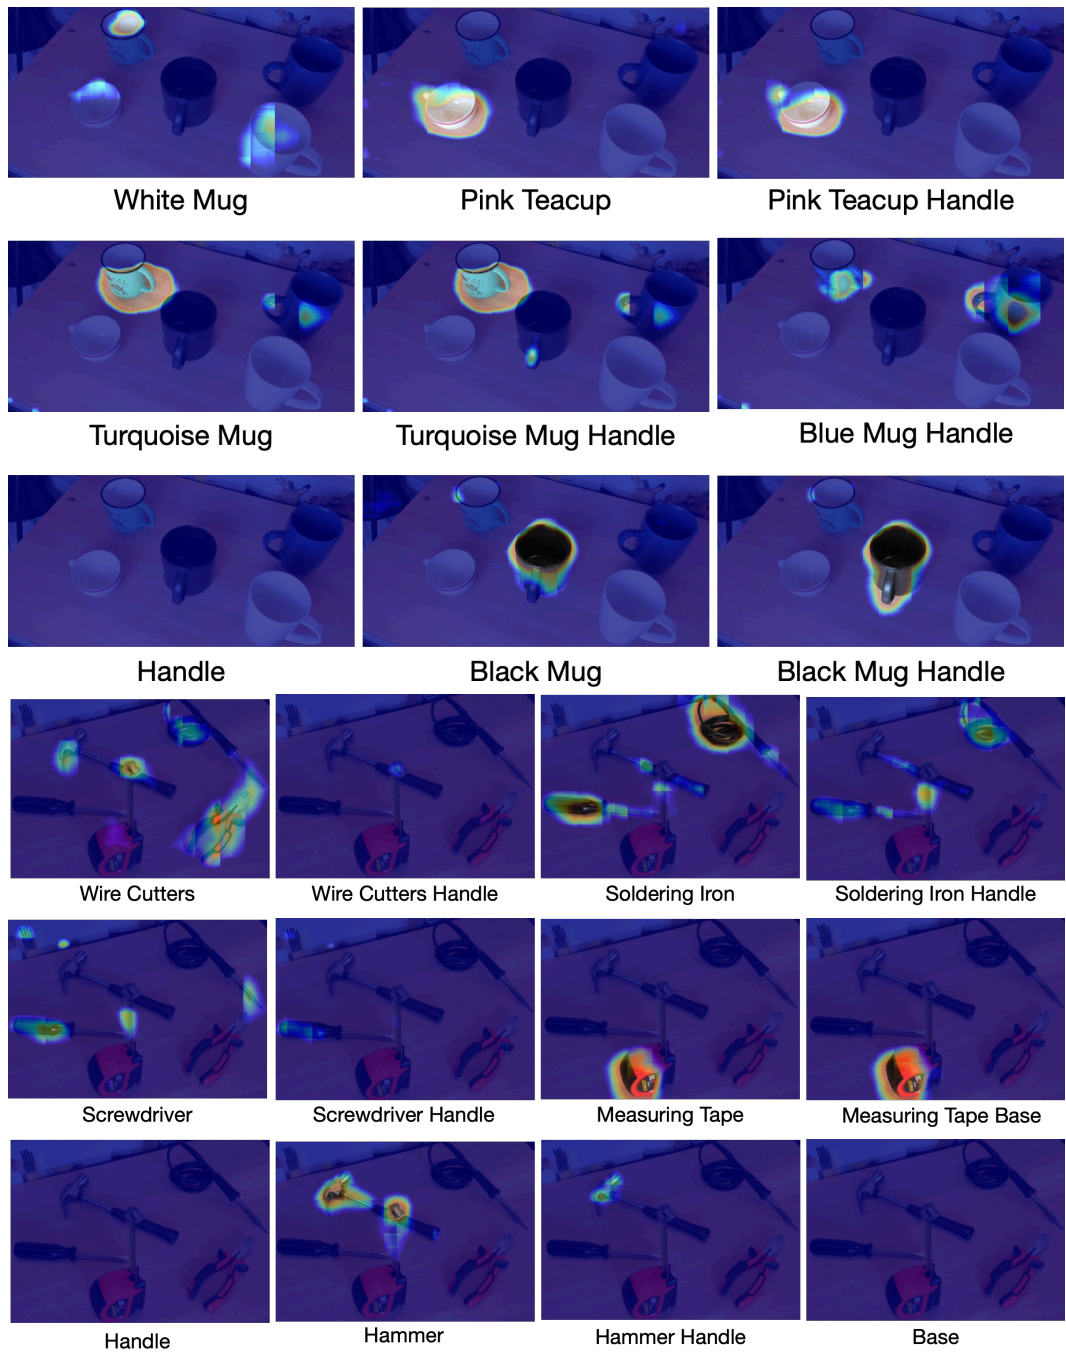 White Mug
Pink Teacup
Pink Teacup Handle
Turquoise Mug
Turquoise Mug Handle
Blue Mug Handle
Handle
Black Mug
Black Mug Handle
Wire Cutters
Wire Cutters Handle
Soldering Iron
Soldering Iron Handle
Screwdriver
Screwdriver Handle
Measuring Tape
Measuring Tape Base
Handle
Hammer
Hammer Handle
Base